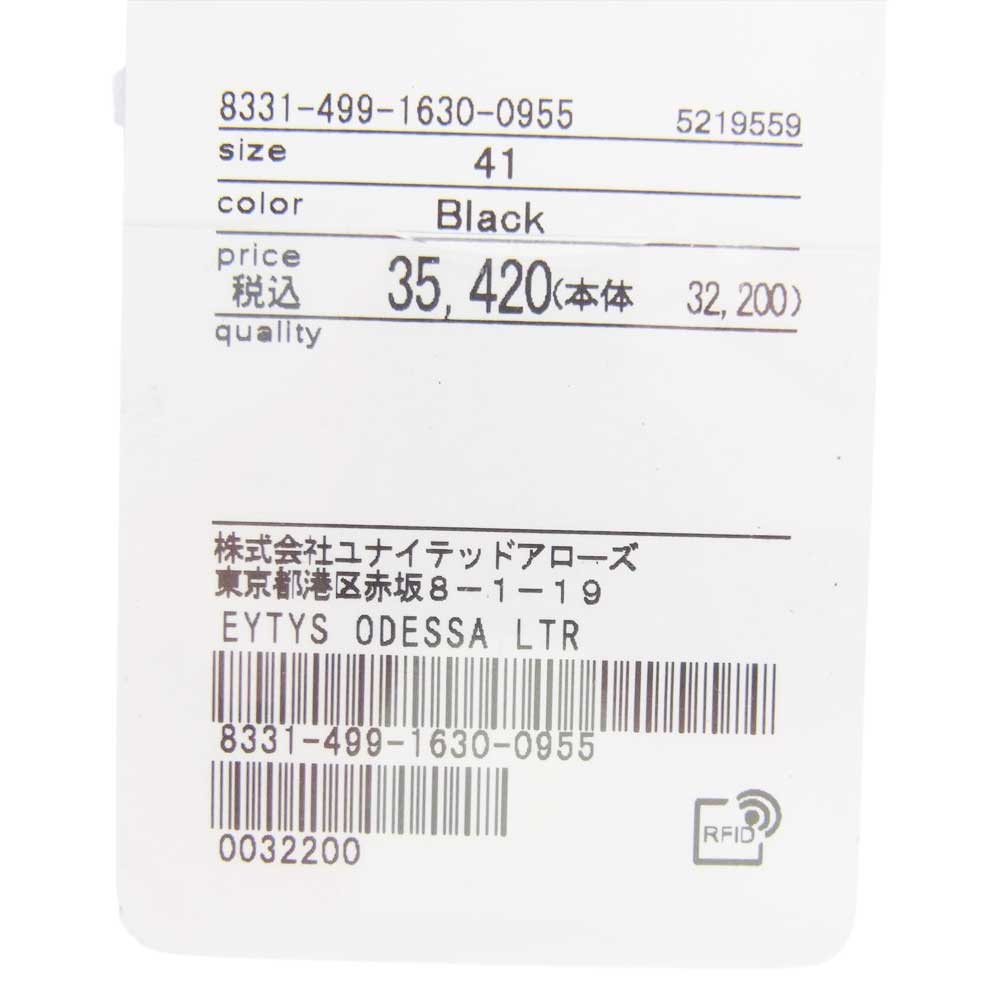 8331-499-1630-0955 5219559
size 41
color Black
price
税込 35,420(本体 32,200)
quality
株式会社ユナイテッドアローズ
東京都港区赤坂8-1-19
EYTYS ODESSA LTR
8331-499-1630-0955
0032200
RFID